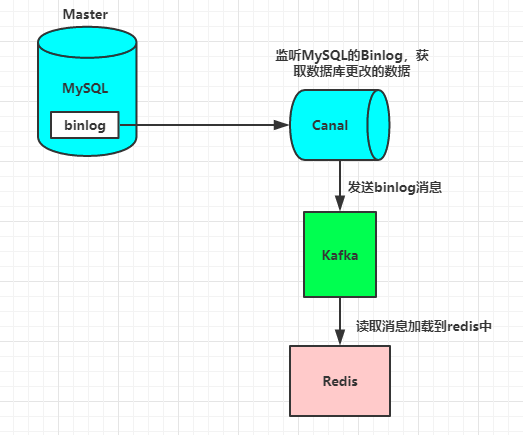 Master
MySQL
binlog
监听MySQL的Binlog，获
取数据库更改的数据
Canal
发送binlog消息
Kafka
读取消息加载到redis中
Redis